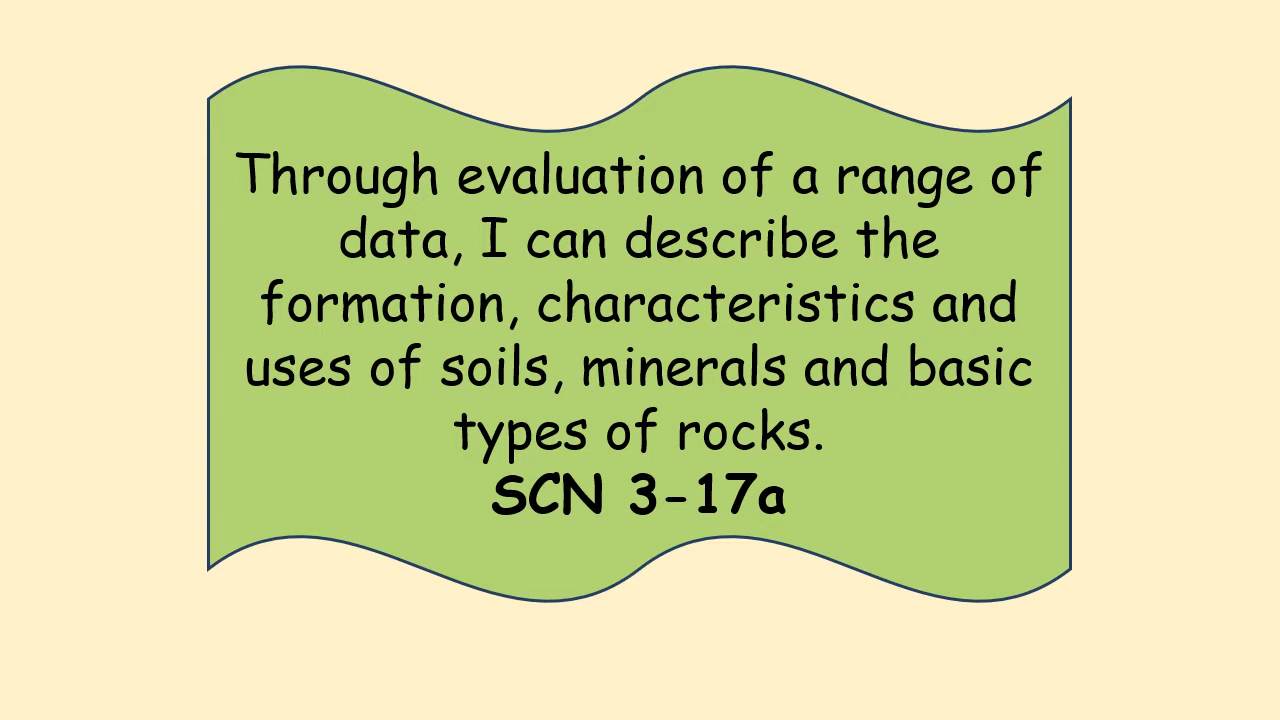 Through evaluation of a range of
data, I can describe the
formation, characteristics and
uses of soils, minerals and basic
types of rocks.
SCN 3-17a